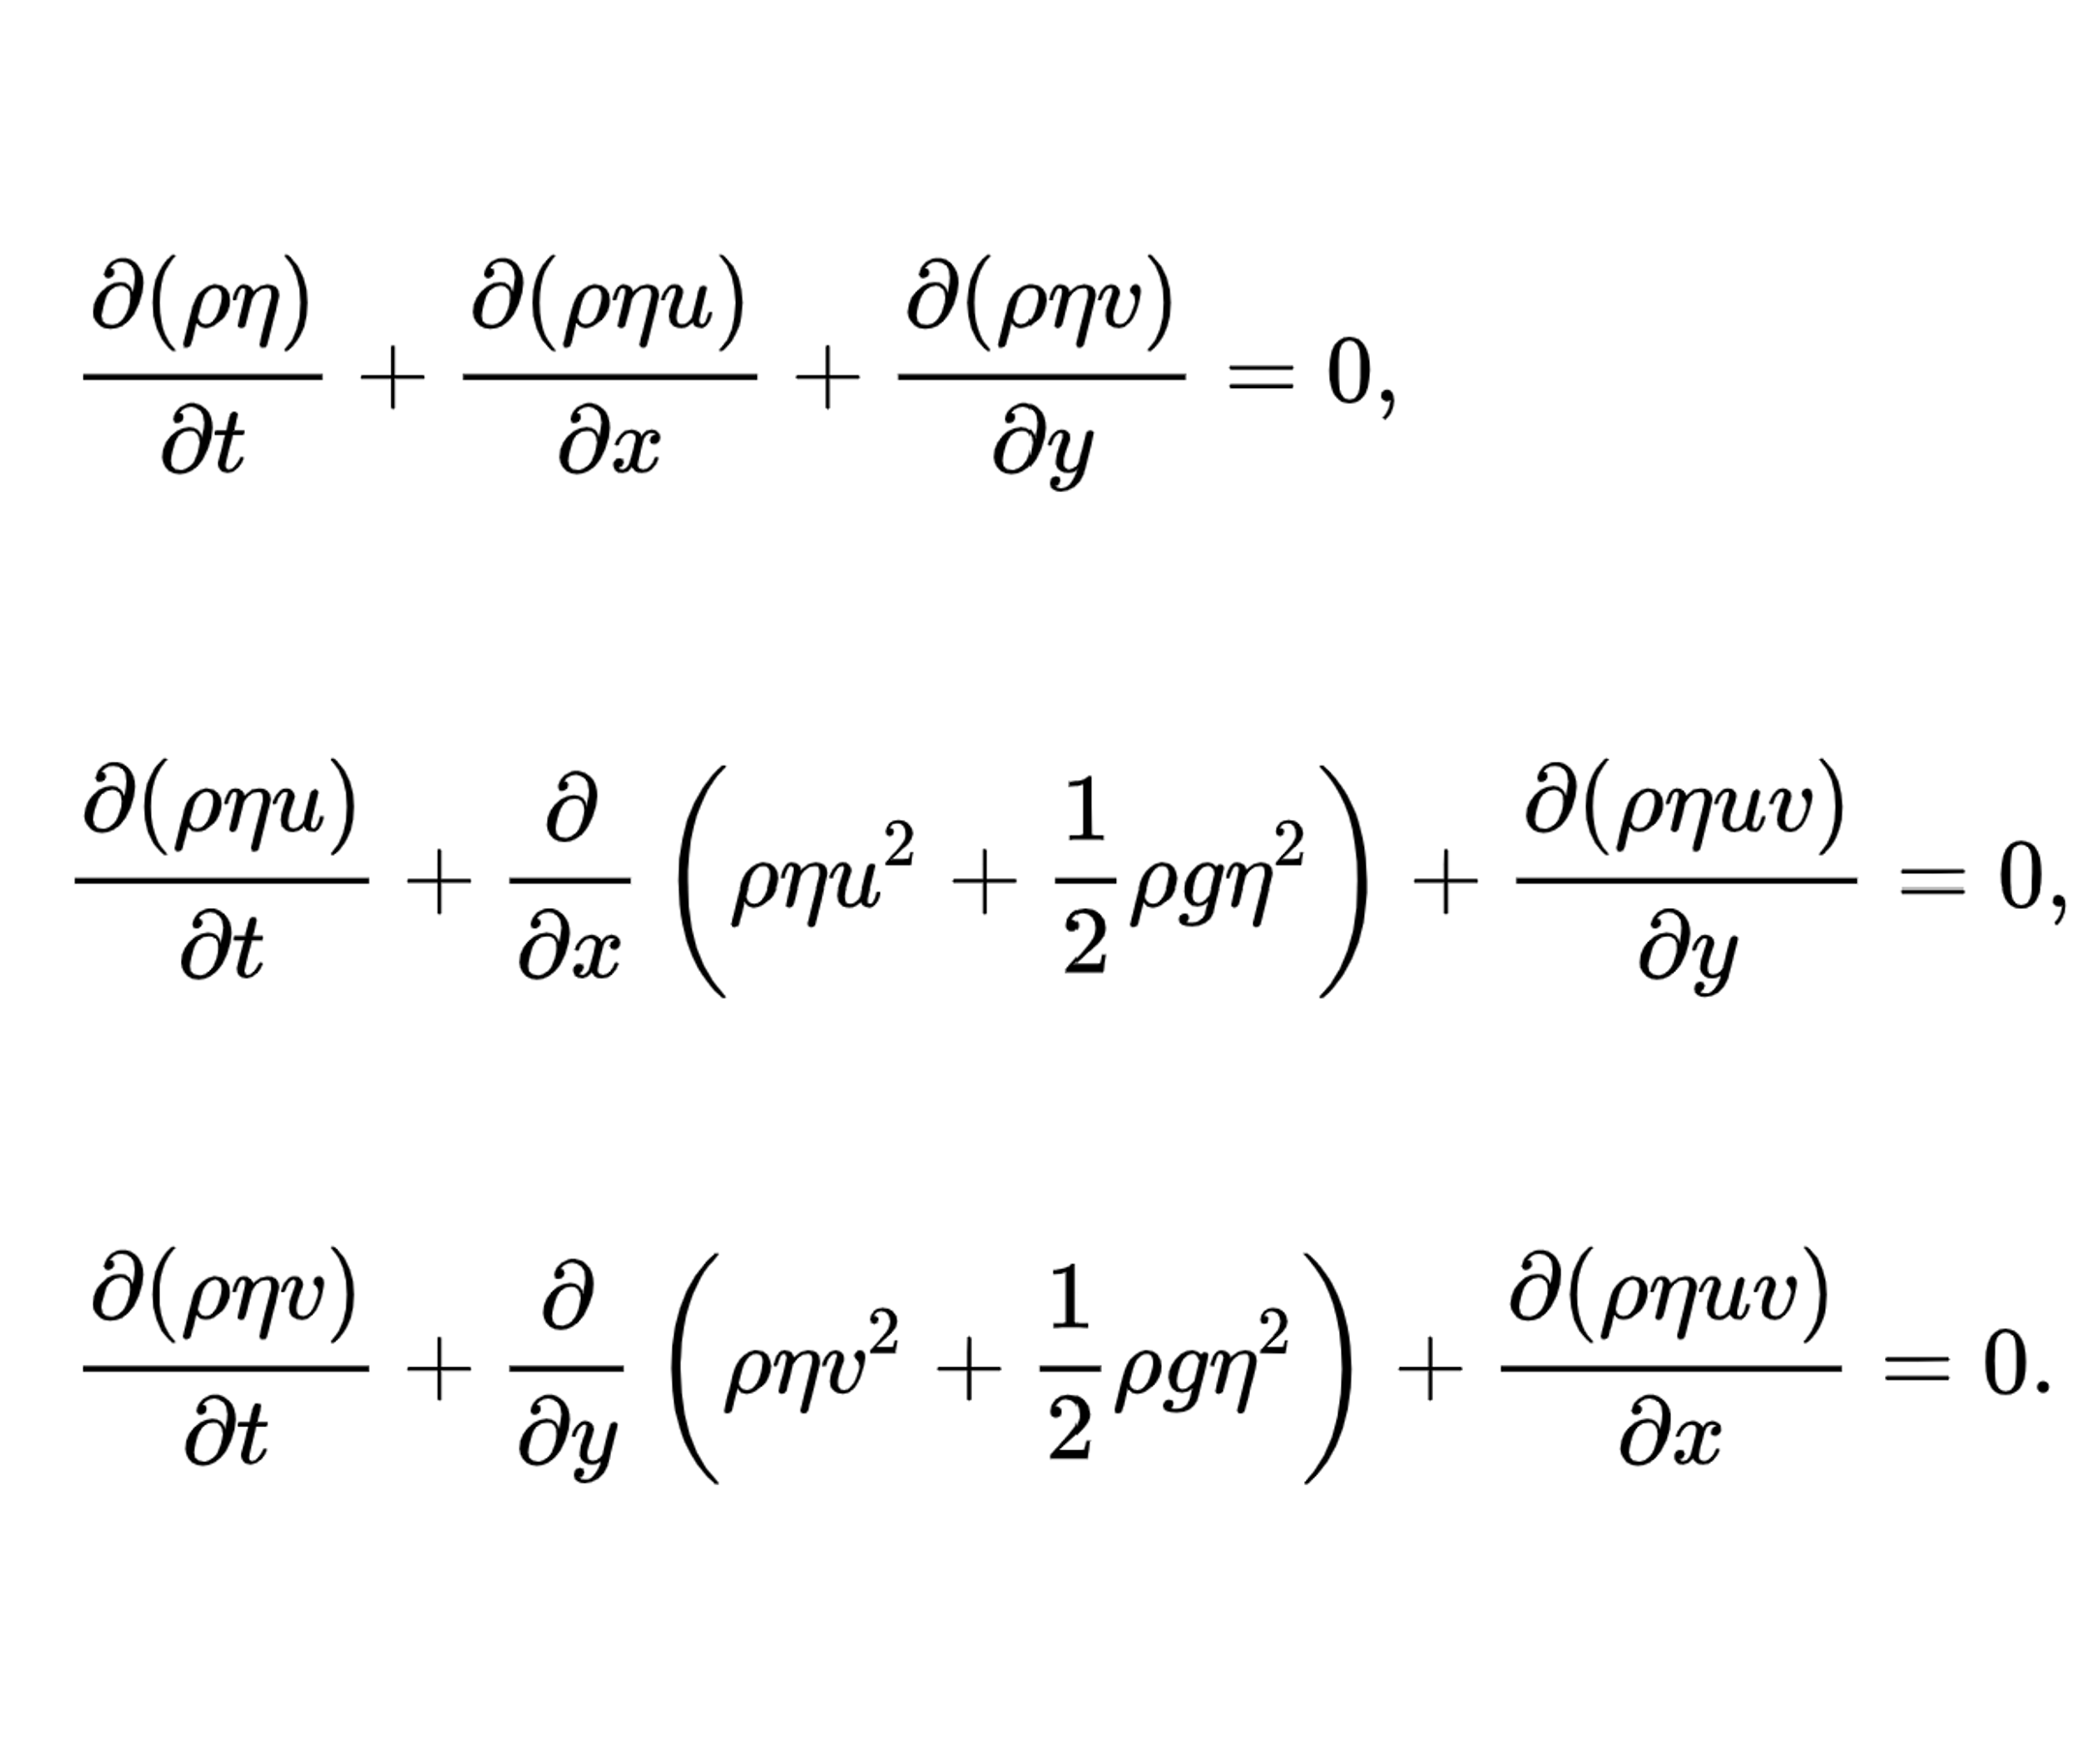 ∂(ρη)/∂t + ∂(ρηu)/∂x + ∂(ρηv)/∂y = 0,
∂(ρηu)/∂t + ∂/∂x (ρηu² + 1/2 ρgη²) + ∂(ρηuv)/∂y = 0,
∂(ρηv)/∂t + ∂/∂y (ρηv² + 1/2 ρgη²) + ∂(ρηuv)/∂x = 0.